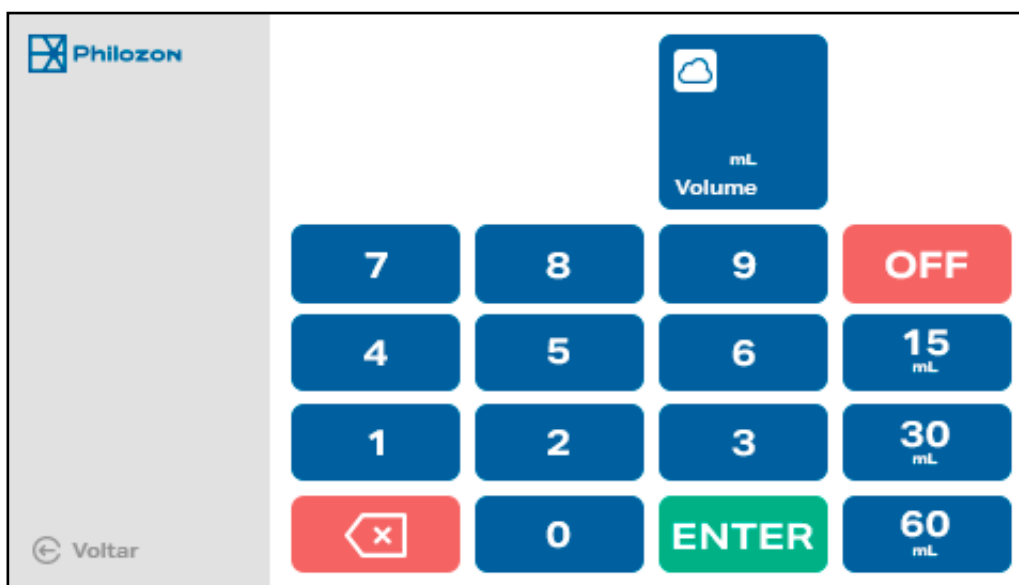 Philozon
mL
Volume
7 8 9 OFF
4 5 6 15 mL
1 2 3 30 mL
0 ENTER 60 mL
Voltar